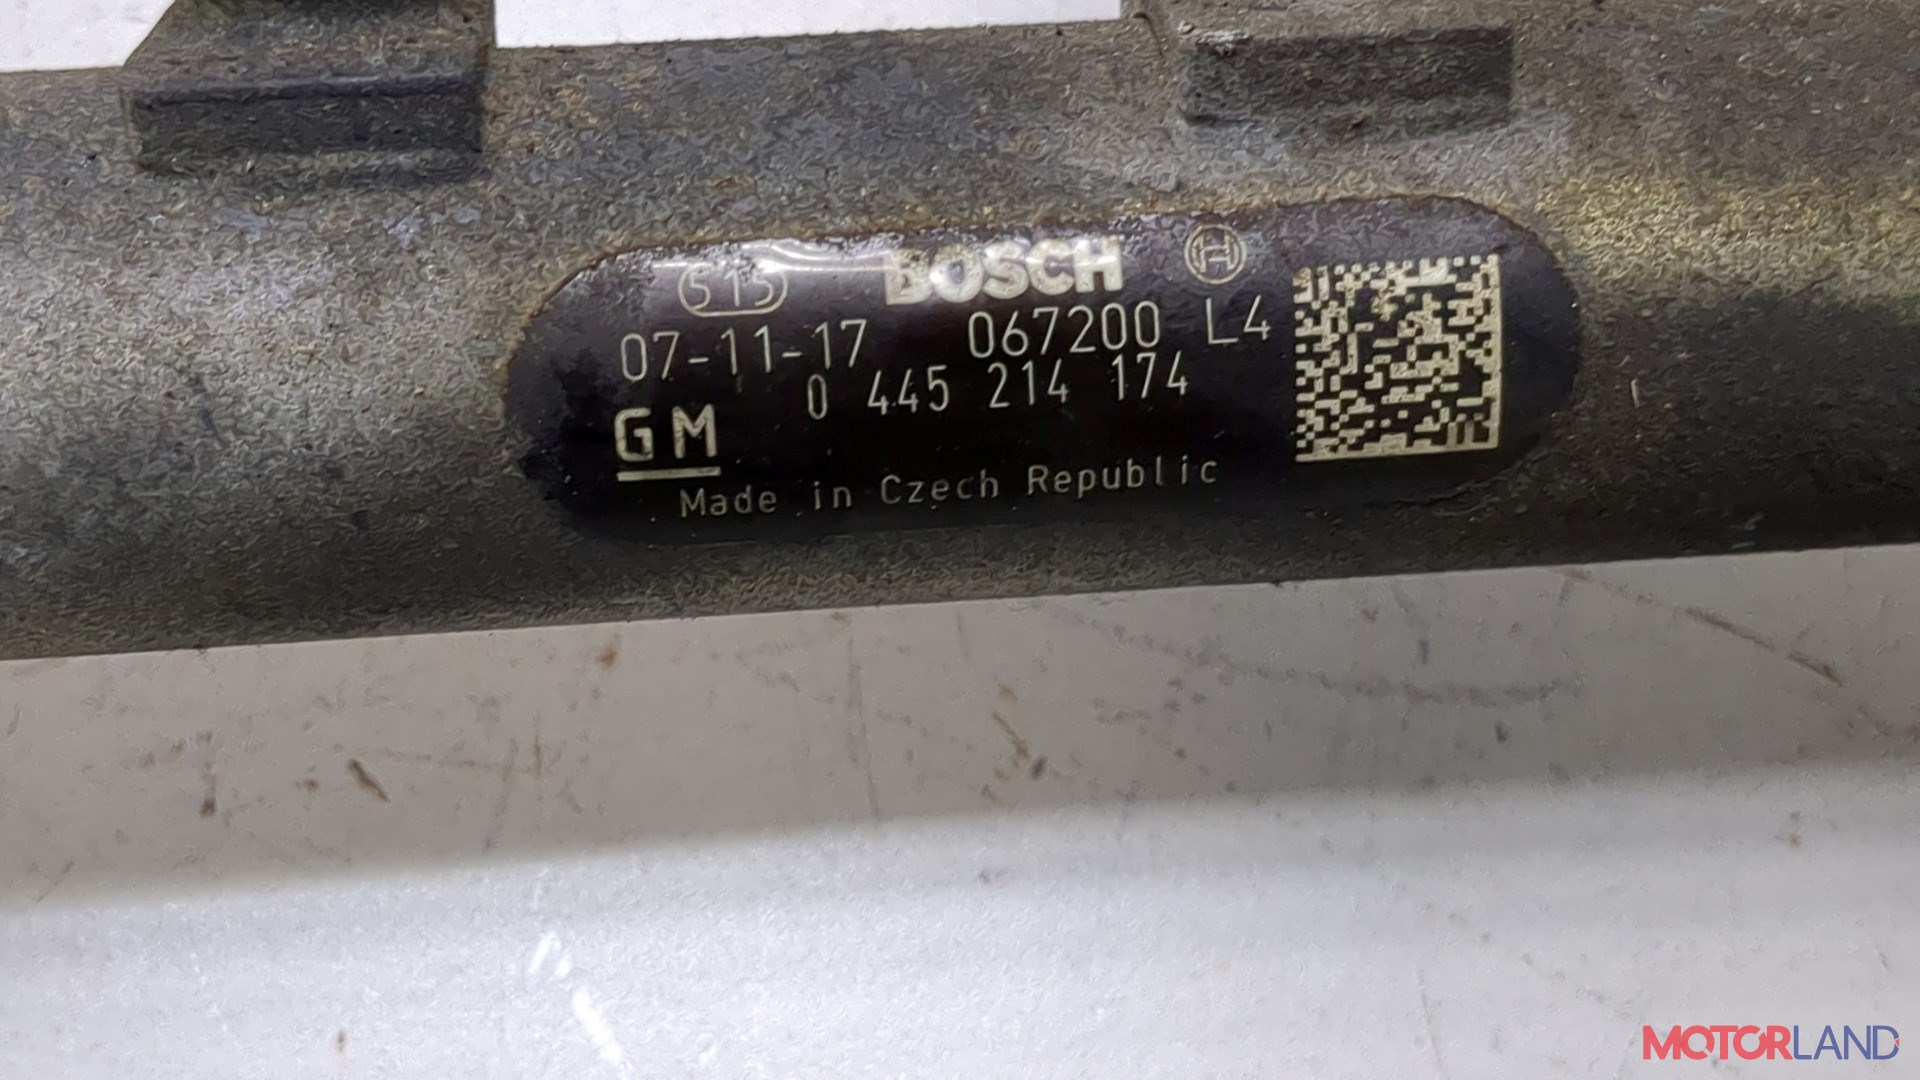 515 BOSCH
07-11-17 067200 L4
0 445 214 174
GM
Made in Czech Republic
MOTORLAND